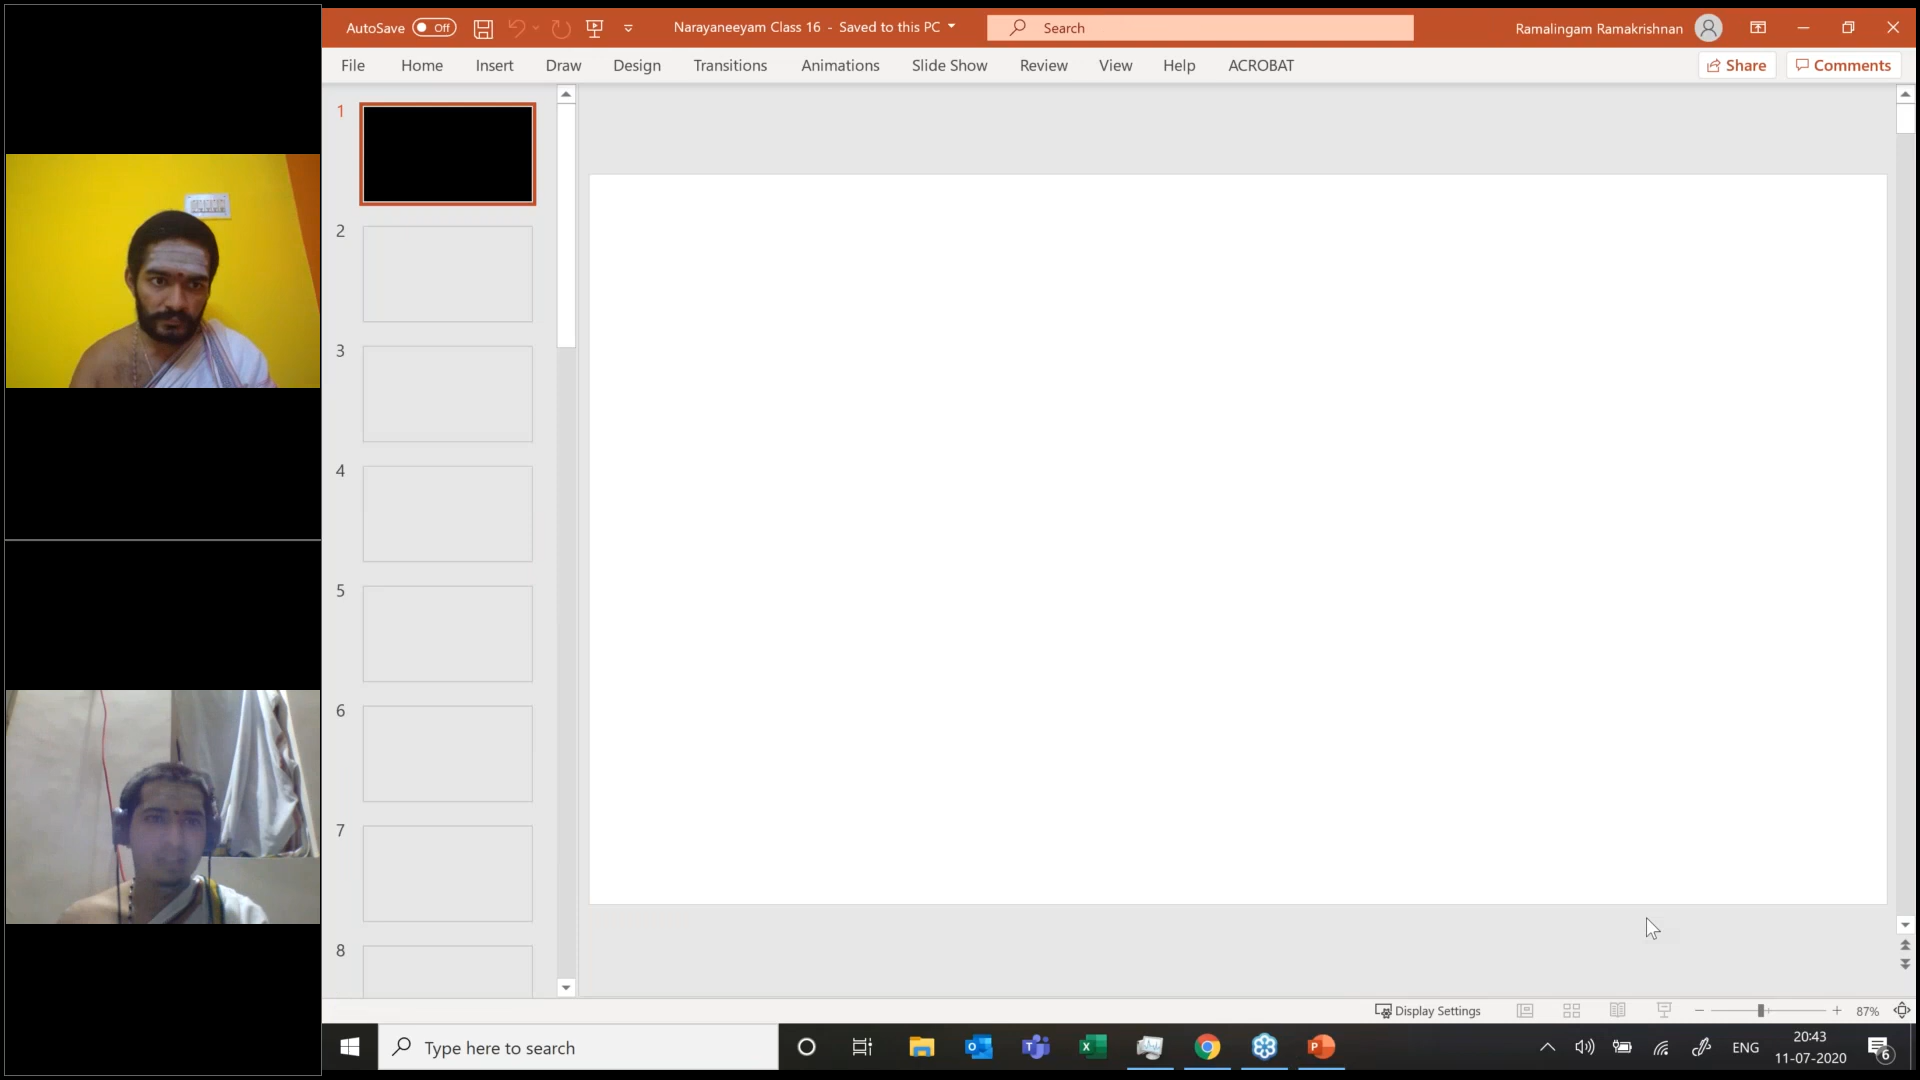 AutoSave Off Narayaneeyam Class 16 - Saved to this PC Search Ramalingam Ramakrishnan
File Home Insert Draw Design Transitions Animations Slide Show Review View Help ACROBAT Share Comments
1
2
3
4
5
6
7
8
Display Settings 87%
Type here to search ENG 20:43
11-07-2020
6